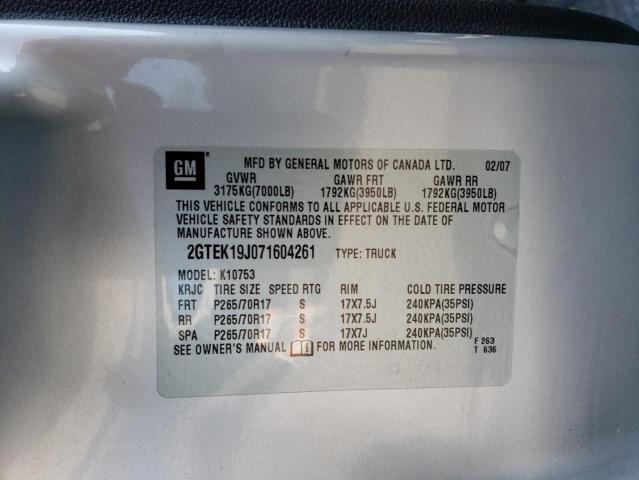 GM MFD BY GENERAL MOTORS OF CANADA LTD. 02/07
GVWR GAWR FRT GAWR RR
3175KG(7000LB) 1792KG(3950LB) 1792KG(3950LB)
THIS VEHICLE CONFORMS TO ALL APPLICABLE U.S. FEDERAL MOTOR
VEHICLE SAFETY STANDARDS IN EFFECT ON THE DATE OF
MANUFACTURE SHOWN ABOVE.
2GTEK19J071604261 TYPE: TRUCK
MODEL: K10753
KRJC TIRE SIZE SPEED RTG RIM COLD TIRE PRESSURE
FRT P265/70R17 S 17X7.5J 240KPA(35PSI)
RR P265/70R17 S 17X7.5J 240KPA(35PSI)
SPA P265/70R17 S 17X7J 240KPA(35PSI)
SEE OWNER'S MANUAL FOR MORE INFORMATION.
F 263
T 636